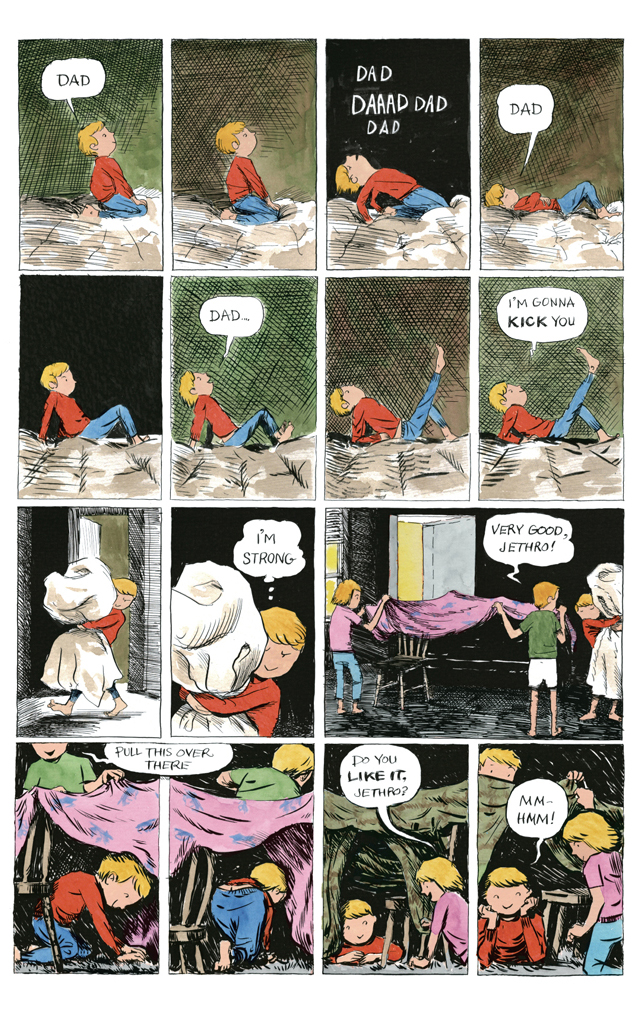 DAD
DAD
DAAAD DAD
DAD
DAD
DAD....
I'M GONNA
KICK YOU
I'M
STRONG
VERY GOOD,
JETHRO!
PULL THIS OVER
THERE
DO YOU
LIKE IT,
JETHRO?
MM-
HMM!